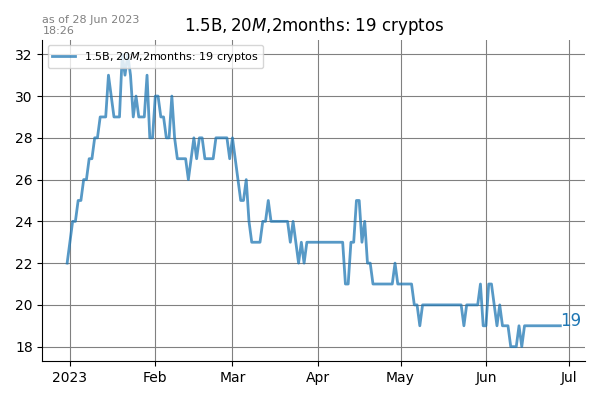 as of 28 Jun 2023
18:26
1.5B, 20M,2months: 19 cryptos
1.5B, 20M,2months: 19 cryptos
32
30
28
26
24
22
20
18
19
2023 Feb Mar Apr May Jun Jul